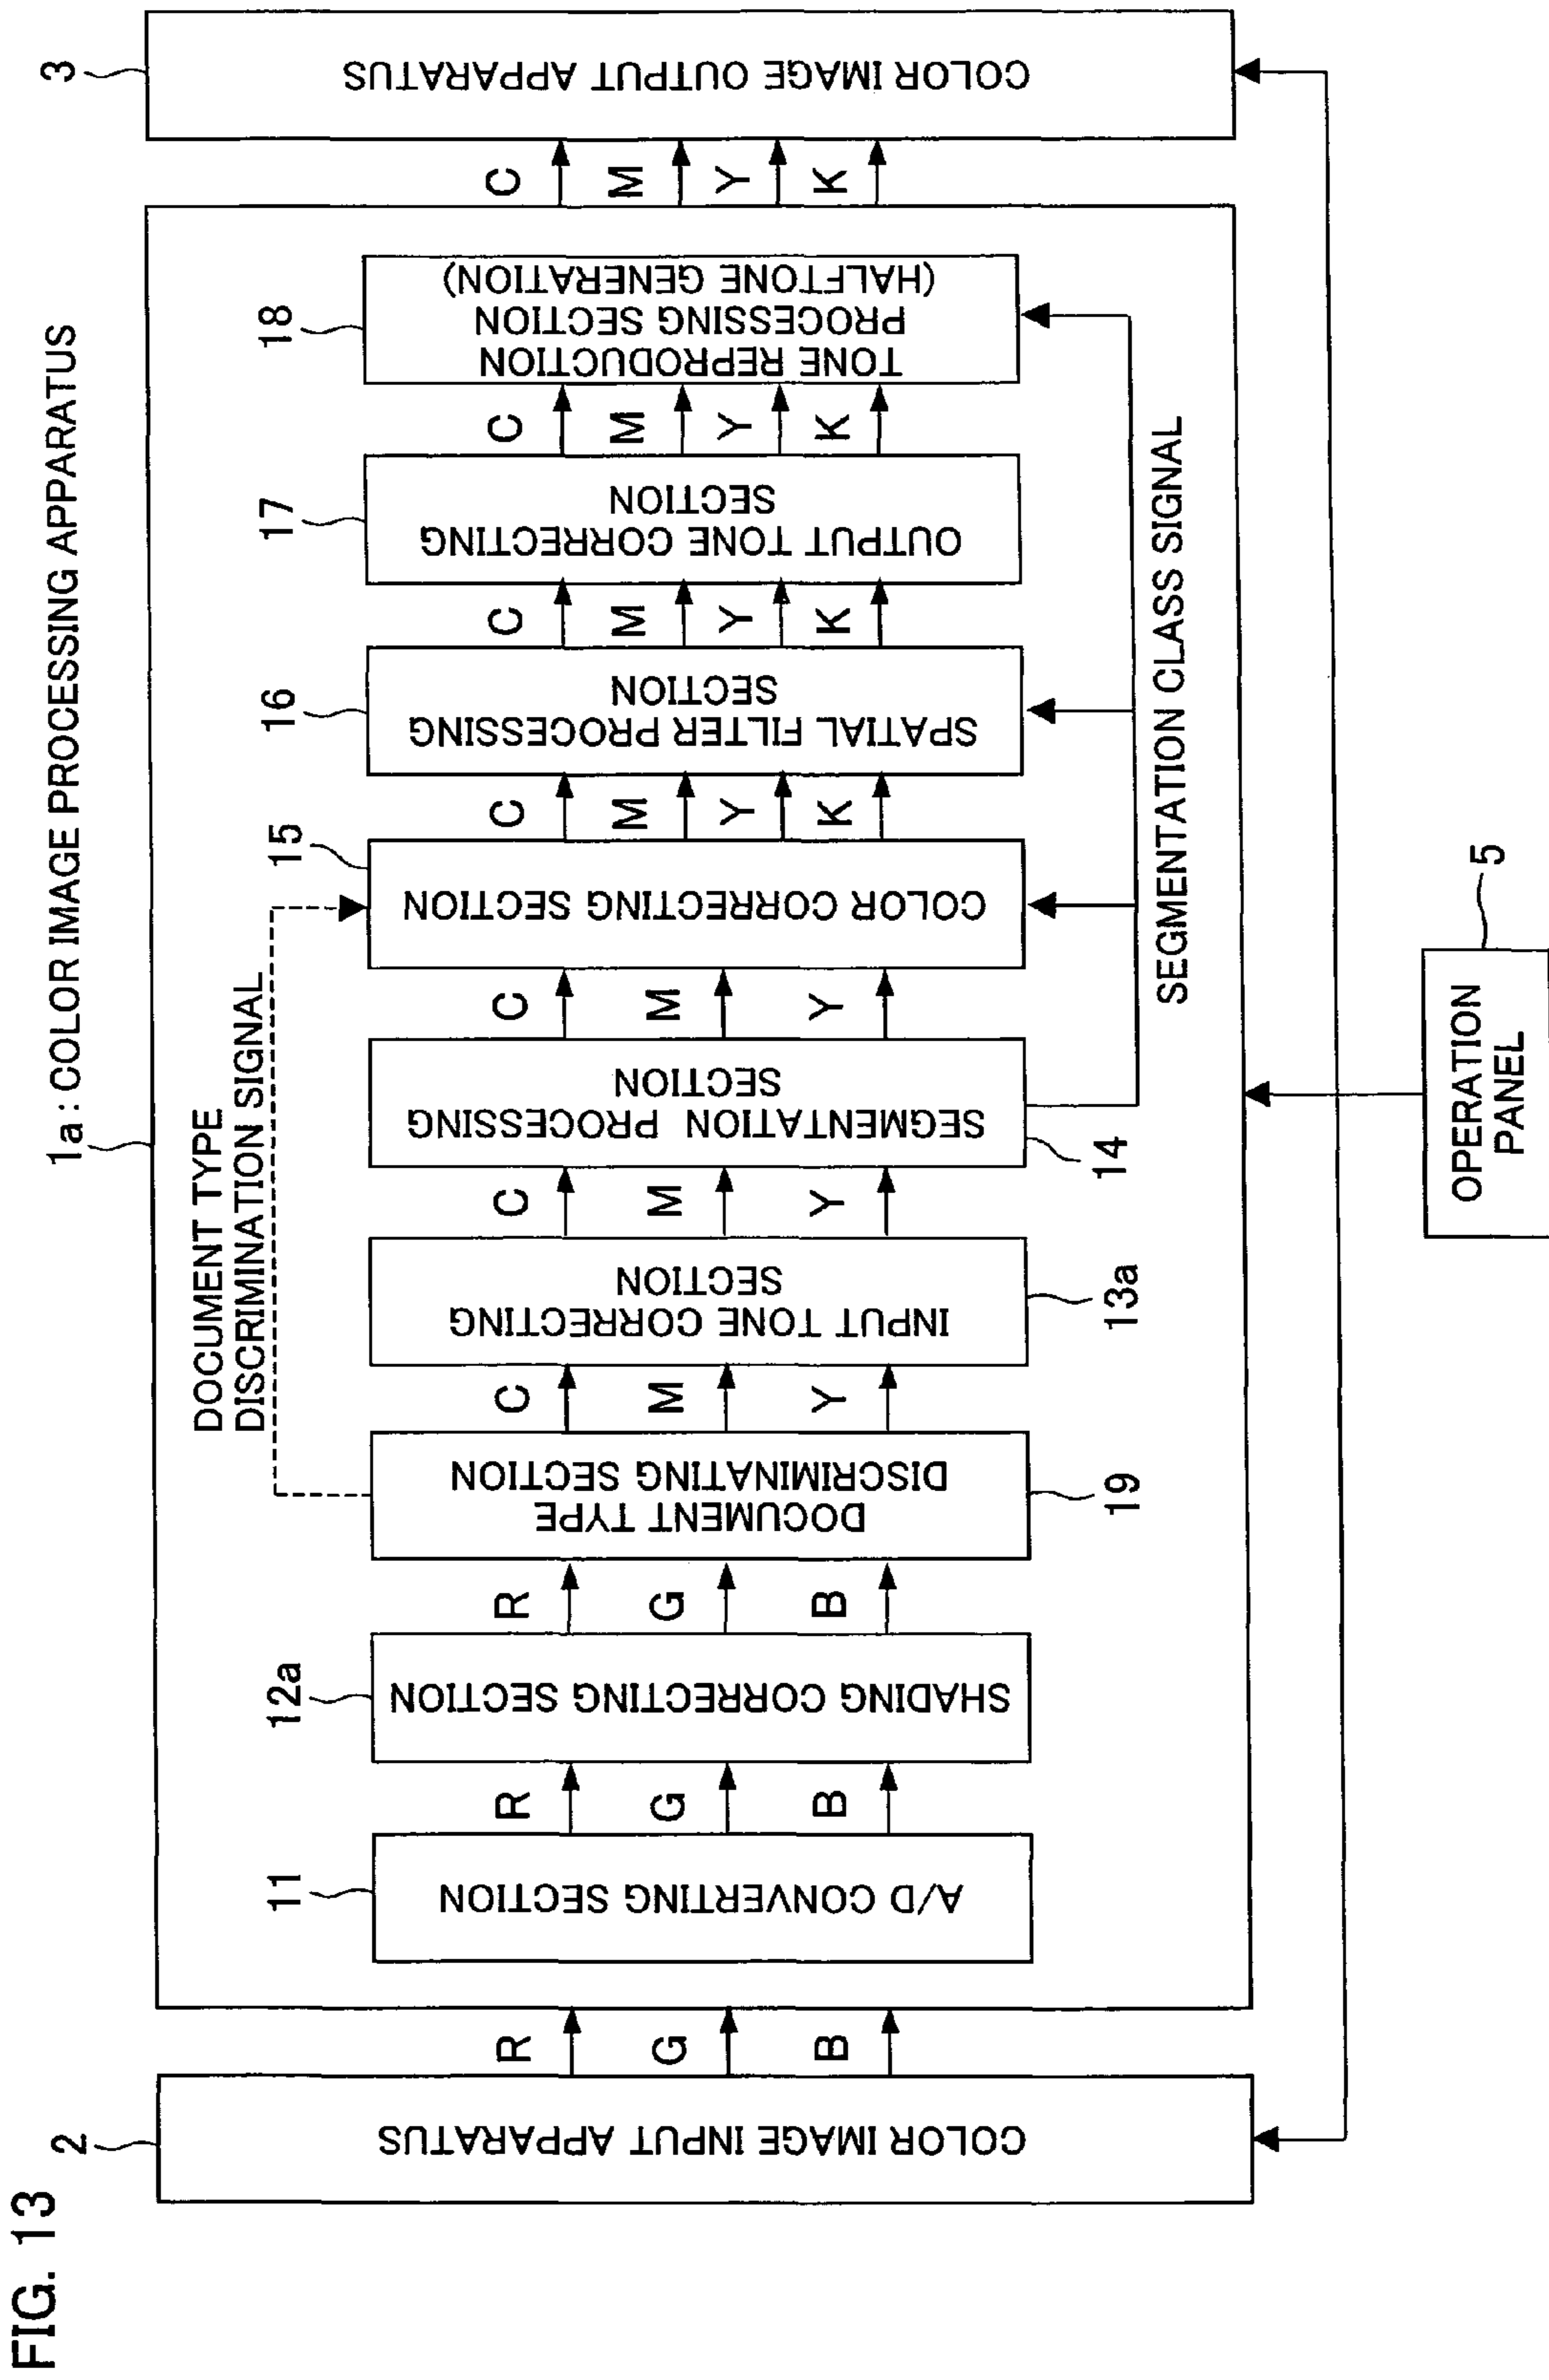 FIG. 13
1a : COLOR IMAGE PROCESSING APPARATUS
2
COLOR IMAGE INPUT APPARATUS
R
G
B
11
A/D CONVERTING SECTION
R
G
B
12a
SHADING CORRECTING SECTION
R
G
B
DOCUMENT TYPE
DISCRIMINATING SECTION
19
DOCUMENT TYPE
DISCRIMINATION SIGNAL
C
M
Y
INPUT TONE CORRECTING
SECTION
13a
C
M
Y
SEGMENTATION PROCESSING
SECTION
14
C
M
Y
15
COLOR CORRECTING SECTION
C
M
Y
K
16
SPATIAL FILTER PROCESSING
SECTION
C
M
Y
K
17
OUTPUT TONE CORRECTING
SECTION
C
M
Y
K
18
TONE REPRODUCTION
PROCESSING SECTION
(HALFTONE GENERATION)
SEGMENTATION CLASS SIGNAL
C
M
Y
K
3
COLOR IMAGE OUTPUT APPARATUS
OPERATION
PANEL
5